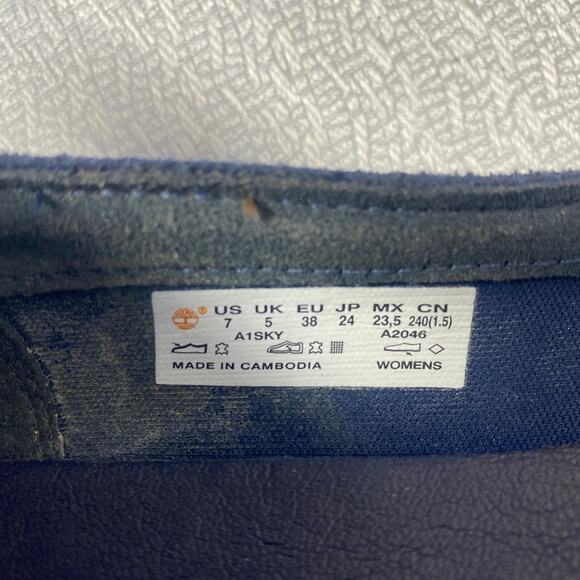 ® US UK EU JP MX CN
7 5 38 24 23,5 240(1.5)
A1SKY A2046
MADE IN CAMBODIA WOMENS